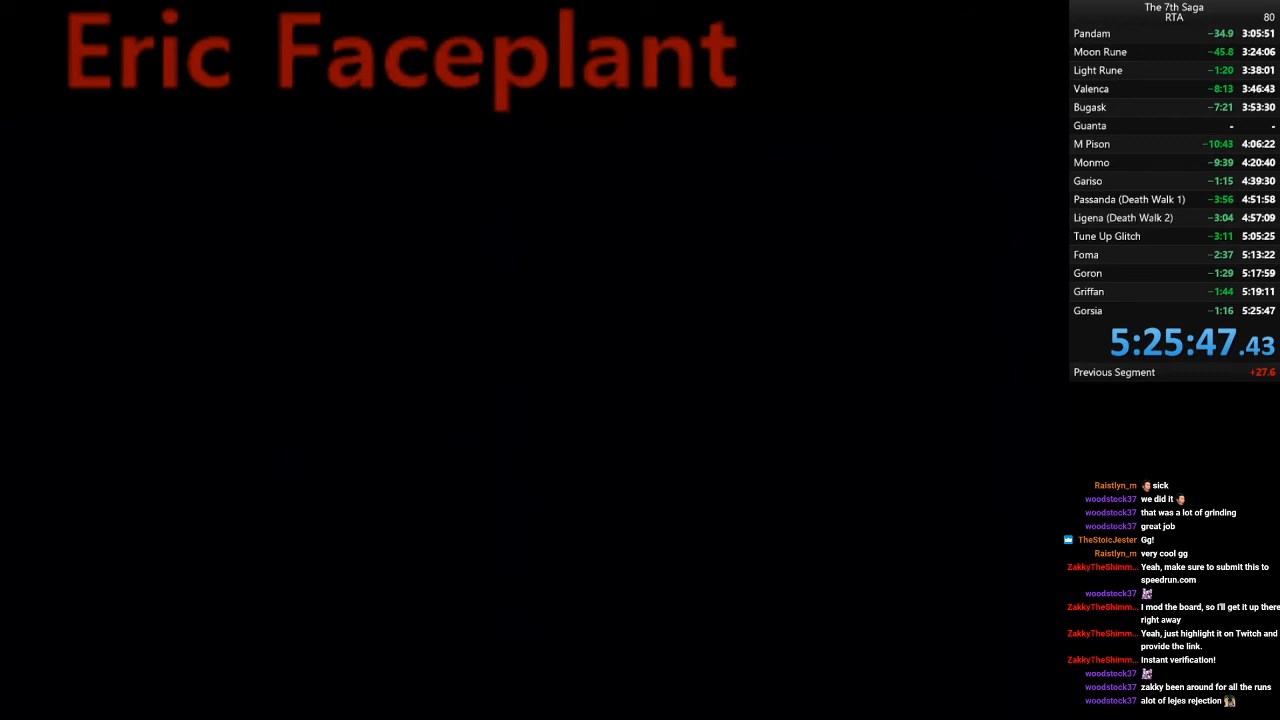 Eric Faceplant
The 7th Saga
RTA 80
Pandam -34.9 3:05:51
Moon Rune -45.8 3:24:06
Light Rune -1:20 3:38:01
Valenca -8:13 3:46:43
Bugask -7:21 3:53:30
Guanta - -
M Pison -10:43 4:06:22
Monmo -9:39 4:20:40
Gariso -1:15 4:39:30
Passanda (Death Walk 1) -3:56 4:51:58
Ligena (Death Walk 2) -3:04 4:57:09
Tune Up Glitch -3:11 5:05:25
Foma -2:37 5:13:22
Goron -1:29 5:17:59
Griffan -1:44 5:19:11
Gorsia -1:16 5:25:47
5:25:47.43
Previous Segment +27.6
Raistlyn_m sick
woodstock37 we did it
woodstock37 that was a lot of grinding
woodstock37 great job
TheStoicJester Gg!
Raistlyn_m very cool gg
ZakkyTheShimm... Yeah, make sure to submit this to
speedrun.com
woodstock37
ZakkyTheShimm... I mod the board, so I'll get it up there
right away
ZakkyTheShimm... Yeah, just highlight it on Twitch and
provide the link.
ZakkyTheShimm... Instant verification!
woodstock37
woodstock37 zakky been around for all the runs
woodstock37 alot of lejes rejection